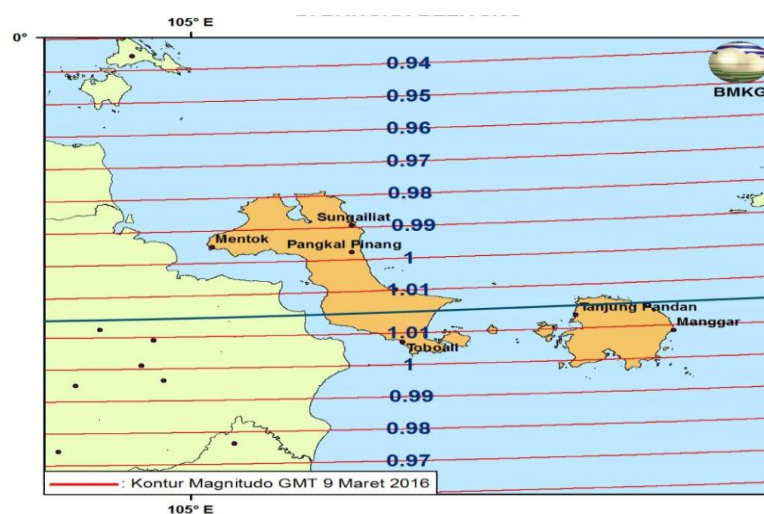 105° E
0°
0.94
BMKG
0.95
0.96
0.97
0.98
Sungailiat
0.99
Mentok
Pangkal Pinang
1
1.01
Tanjung Pandan
1.01
Manggar
Toboali
1
0.99
0.98
0.97
: Kontur Magnitudo GMT 9 Maret 2016
105° E